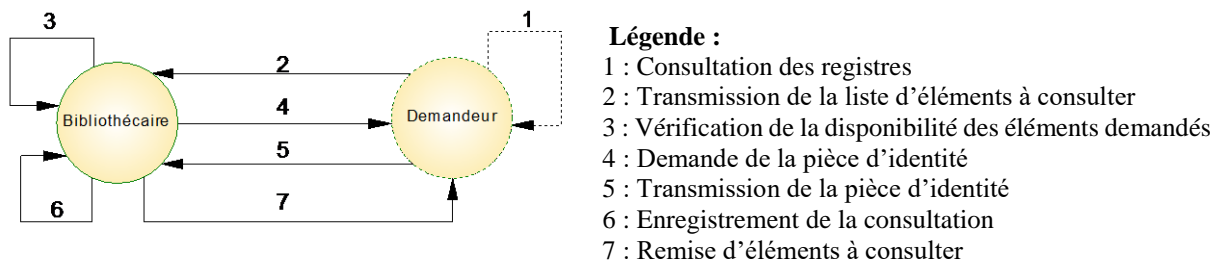 3
1
2
Bibliothécaire
4
Demandeur
5
6
7
Légende :
1 : Consultation des registres
2 : Transmission de la liste d’éléments à consulter
3 : Vérification de la disponibilité des éléments demandés
4 : Demande de la pièce d’identité
5 : Transmission de la pièce d’identité
6 : Enregistrement de la consultation
7 : Remise d’éléments à consulter